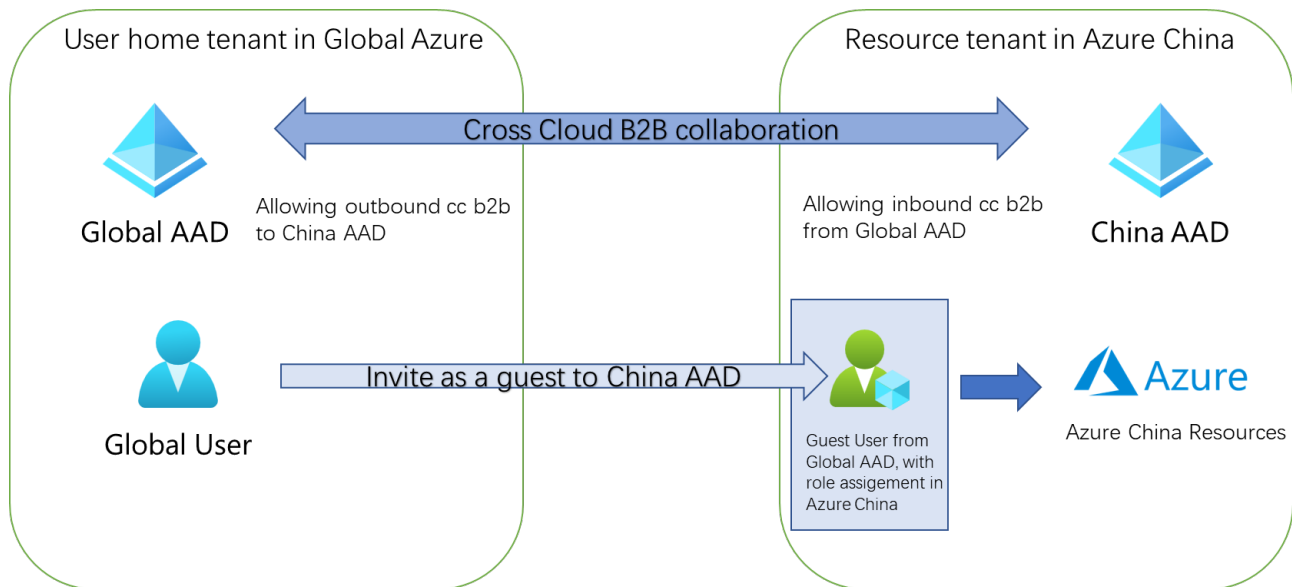 User home tenant in Global Azure
Resource tenant in Azure China
Cross Cloud B2B collaboration
Global AAD
Allowing outbound cc b2b
to China AAD
Allowing inbound cc b2b
from Global AAD
China AAD
Invite as a guest to China AAD
Global User
Guest User from
Global AAD, with
role assigement in
Azure China
Azure
Azure China Resources